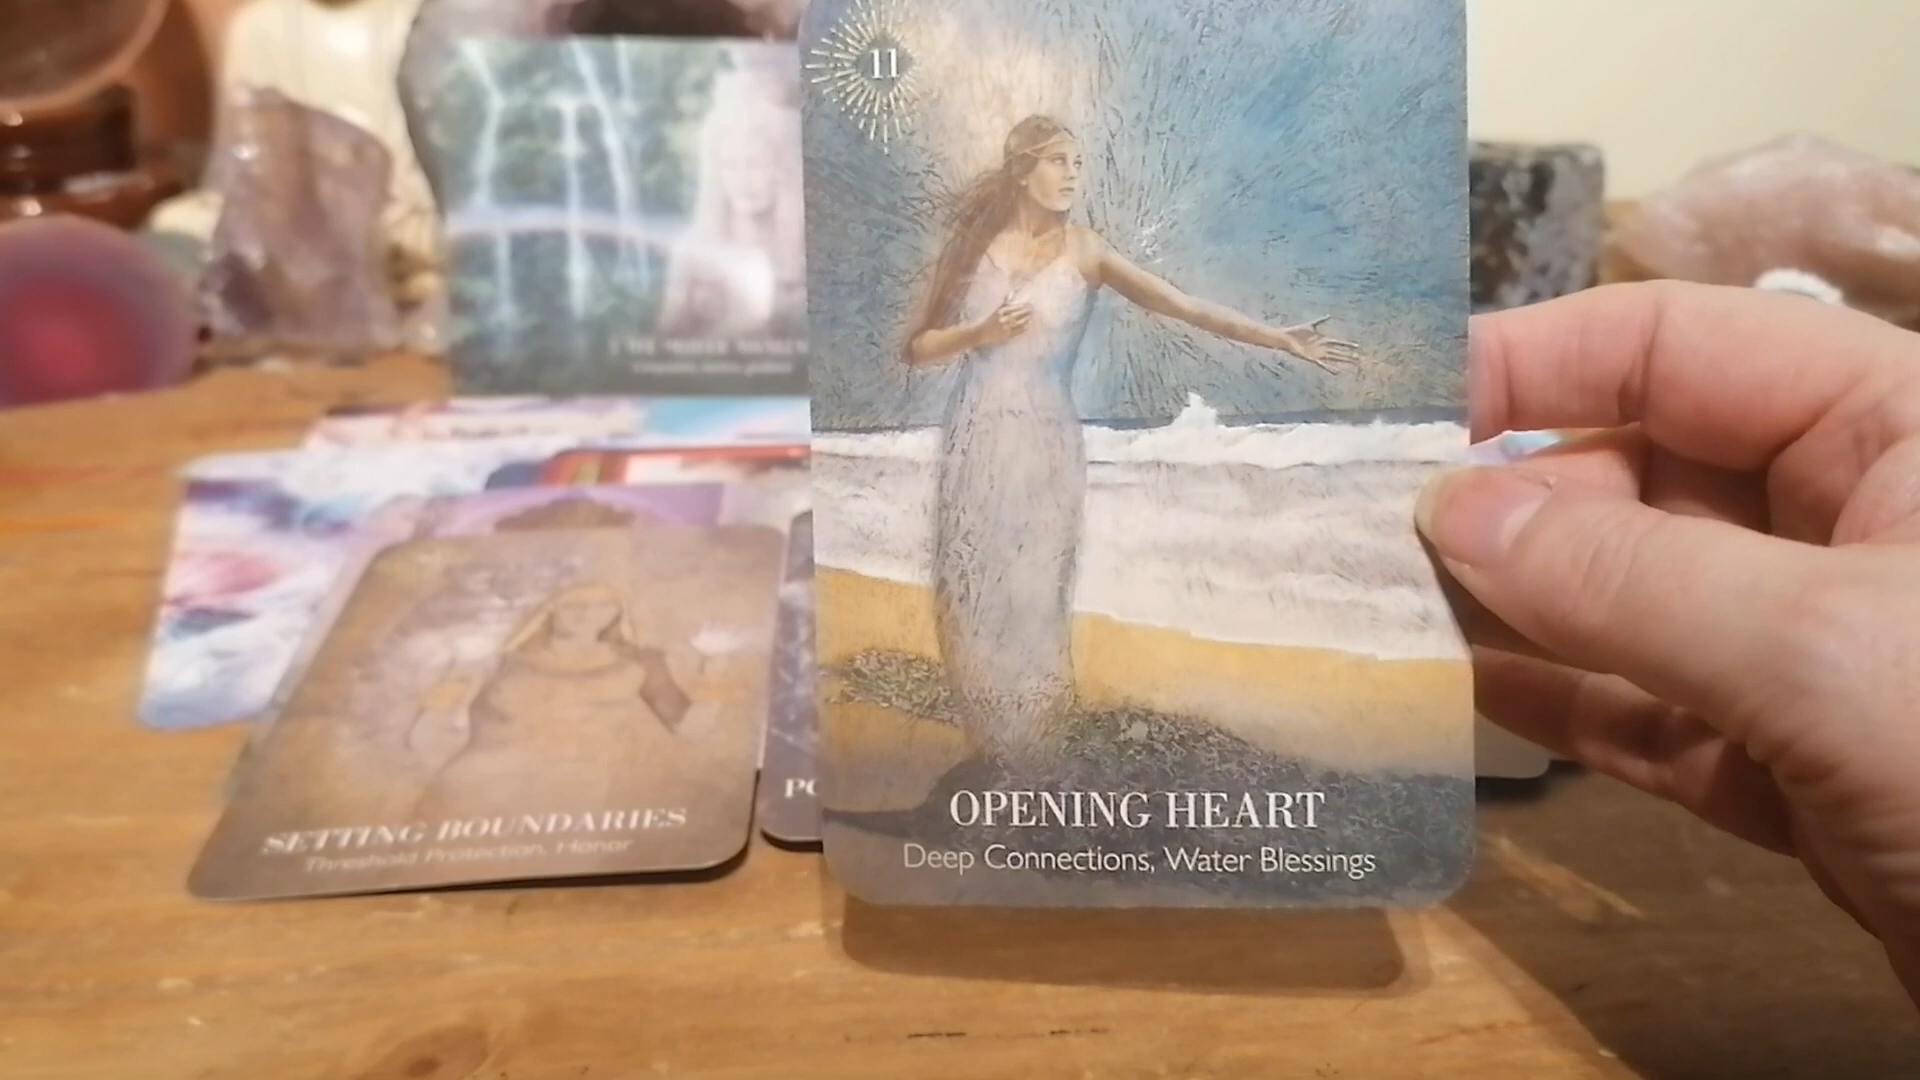 11
OPENING HEART
Deep Connections, Water Blessings
SETTING BOUNDARIES
Threshold Protection, Honor